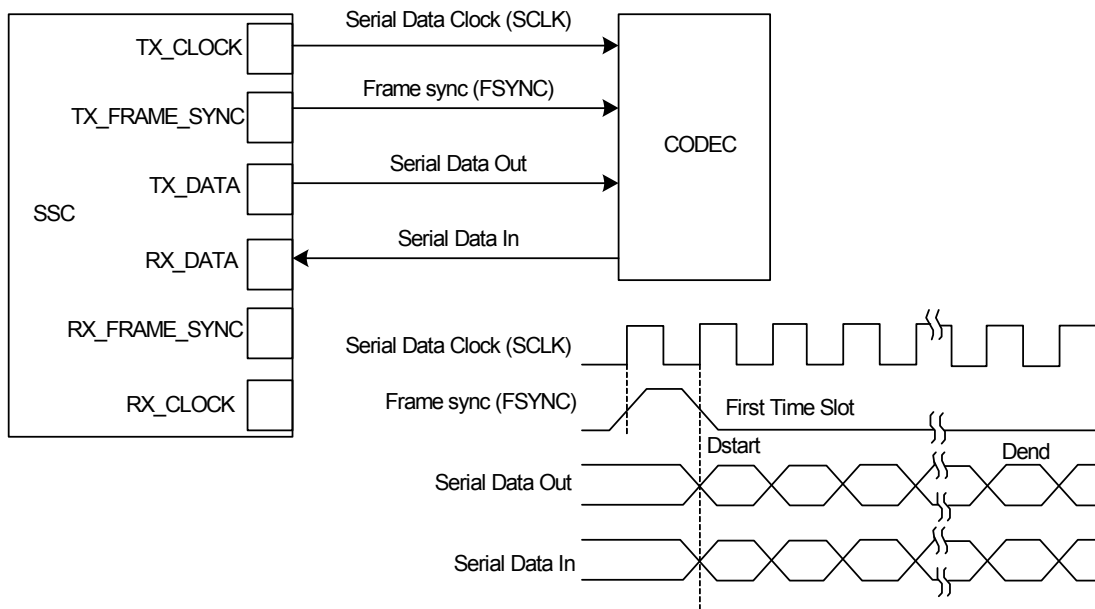 Serial Data Clock (SCLK)
TX_CLOCK
Frame sync (FSYNC)
TX_FRAME_SYNC
CODEC
Serial Data Out
TX_DATA
SSC
Serial Data In
RX_DATA
RX_FRAME_SYNC
Serial Data Clock (SCLK)
RX_CLOCK
Frame sync (FSYNC)
First Time Slot
Dstart
Dend
Serial Data Out
Serial Data In